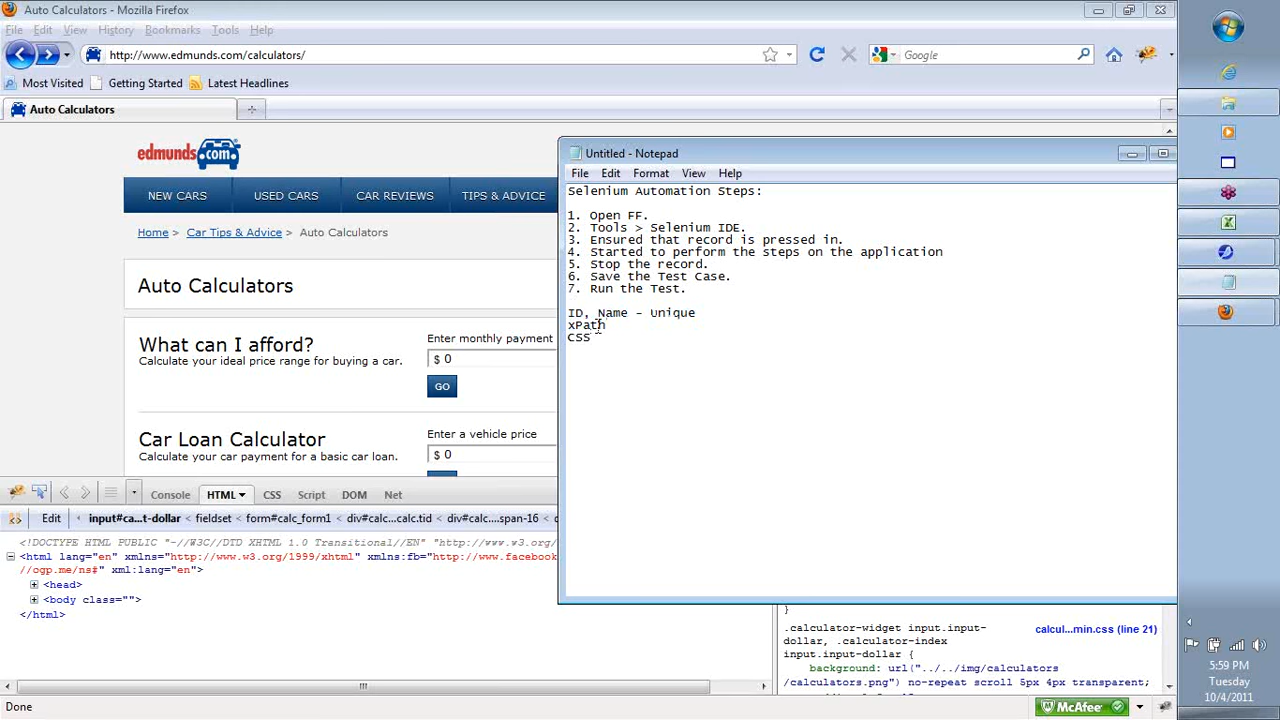 Auto Calculators - Mozilla Firefox
File Edit View History Bookmarks Tools Help
http://www.edmunds.com/calculators/
Google
Most Visited Getting Started Latest Headlines
Auto Calculators
edmunds.com
NEW CARS USED CARS CAR REVIEWS TIPS & ADVICE
Home > Car Tips & Advice > Auto Calculators
Auto Calculators
What can I afford?
Calculate your ideal price range for buying a car.
Enter monthly payment
$ 0
GO
Car Loan Calculator
Calculate your car payment for a basic car loan.
Enter a vehicle price
$ 0
Untitled - Notepad
File Edit Format View Help
Selenium Automation Steps:
1. Open FF.
2. Tools > Selenium IDE.
3. Ensured that record is pressed in.
4. Started to perform the steps on the application
5. Stop the record.
6. Save the Test Case.
7. Run the Test.
ID, Name - Unique
xPath
CSS
Console HTML CSS Script DOM Net
Edit input#ca...t-dollar < fieldset < form#calc_form1 < div#calc...calc.tid < div#calc....span-16 <
<!DOCTYPE HTML PUBLIC "-//W3C//DTD XHTML 1.0 Transitional//EN" "http://www.w3.org/
<html lang="en" xmlns="http://www.w3.org/1999/xhtml" xmlns:fb="http://www.facebook
//ogp.me/ns#" xml:lang="en">
<head>
<body class="">
</html>
}
.calculator-widget input.input-
dollar, .calculator-index
input.input-dollar {
calcul...min.css (line 21)
background: url("../../img/calculators
/calculators.png") no-repeat scroll 5px 4px transparent;
Done
McAfee
5:59 PM
Tuesday
10/4/2011